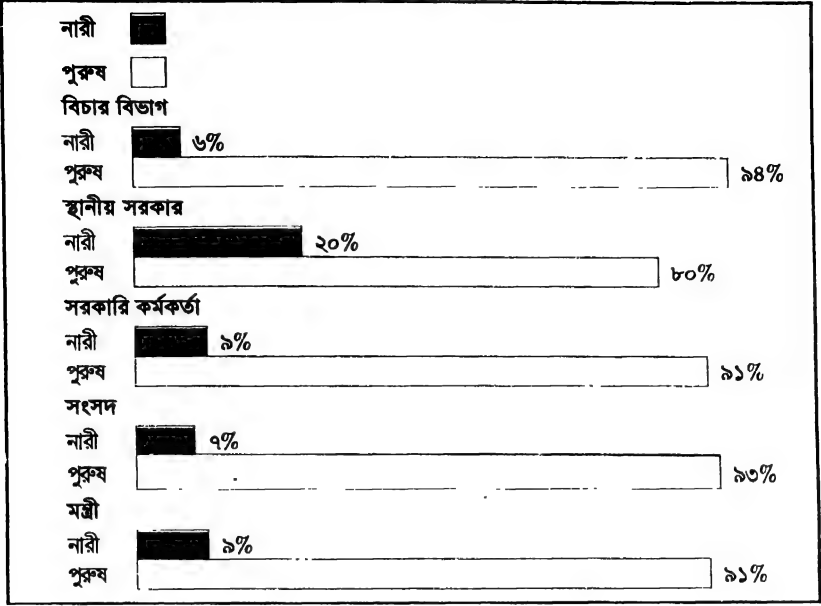 নারী
পুরুষ
বিচার বিভাগ
নারী ৬%
পুরুষ ৯৪%
স্থানীয় সরকার
নারী ২০%
পুরুষ ৮০%
সরকারি কর্মকর্তা
নারী ৯%
পুরুষ ৯১%
সংসদ
নারী ৭%
পুরুষ ৯৩%
মন্ত্রী
নারী ৯%
পুরুষ ৯১%